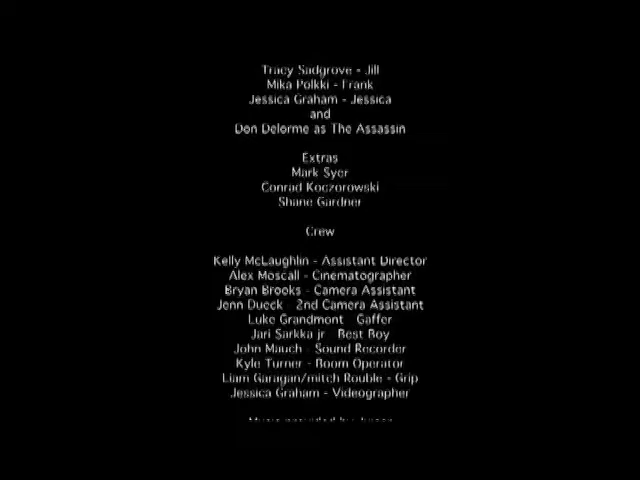 Tracy Sadgrove - Jill
Mika Polkki - Frank
Jessica Graham - Jessica
and
Don Delorme as The Assassin
Extras
Mark Syer
Conrad Koczorowski
Shane Gardner
Crew
Kelly McLaughlin - Assistant Director
Alex Moscall - Cinematographer
Bryan Brooks - Camera Assistant
Jenn Dueck - 2nd Camera Assistant
Luke Grandmont - Gaffer
Jari Sarkka jr - Best Boy
John Mauch - Sound Recorder
Kyle Turner - Boom Operator
Liam Garagan/mitch Rouble - Grip
Jessica Graham - Videographer
Music provided by